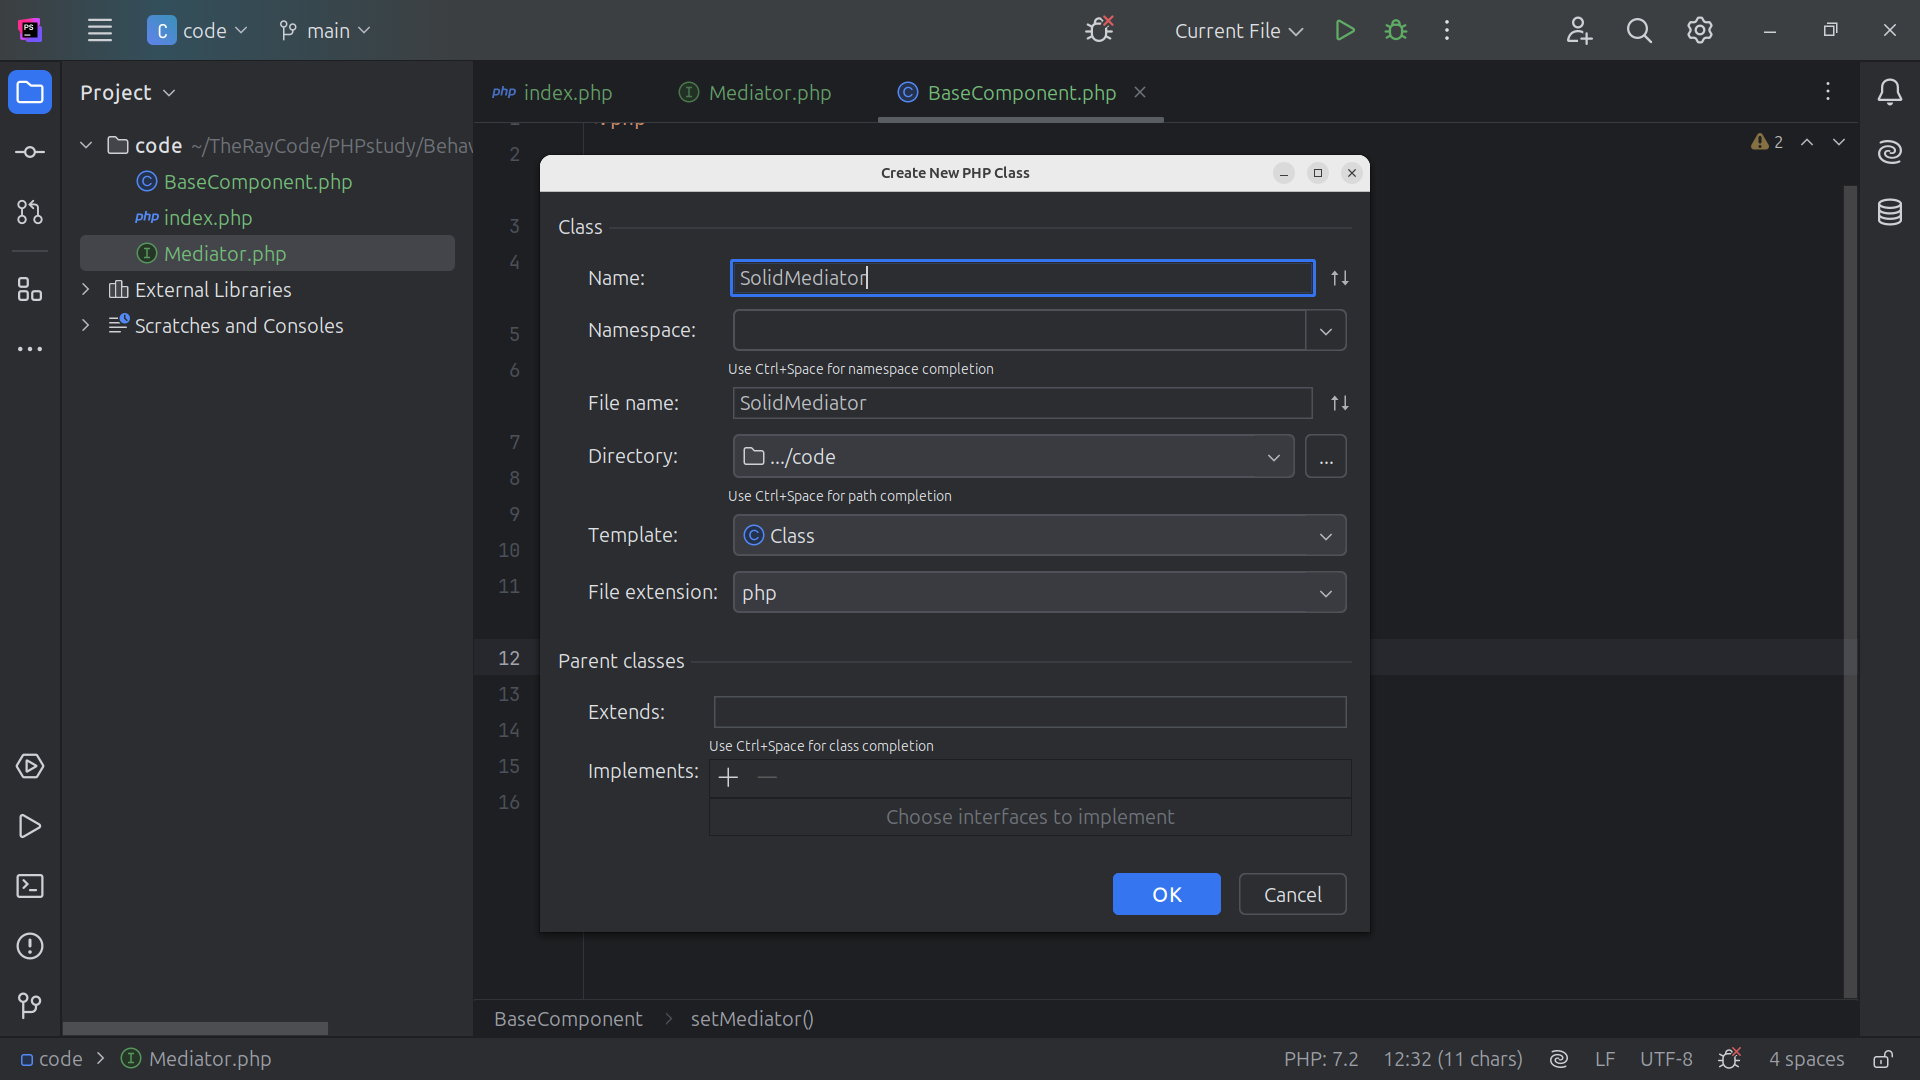 PS
C code
main
Current File
Project
php index.php
Mediator.php
BaseComponent.php
code ~/TheRayCode/PHPstudy/Behav
BaseComponent.php
php index.php
Mediator.php
External Libraries
Scratches and Consoles
2
2
3
4
5
6
7
8
9
10
11
12
13
14
15
16
Create New PHP Class
Class
Name: SolidMediator
Namespace:
Use Ctrl+Space for namespace completion
File name: SolidMediator
Directory: .../code
...
Use Ctrl+Space for path completion
Template: C Class
File extension: php
Parent classes
Extends:
Use Ctrl+Space for class completion
Implements:
Choose interfaces to implement
OK
Cancel
BaseComponent > setMediator()
code > Mediator.php
PHP: 7.2
12:32 (11 chars)
LF
UTF-8
4 spaces